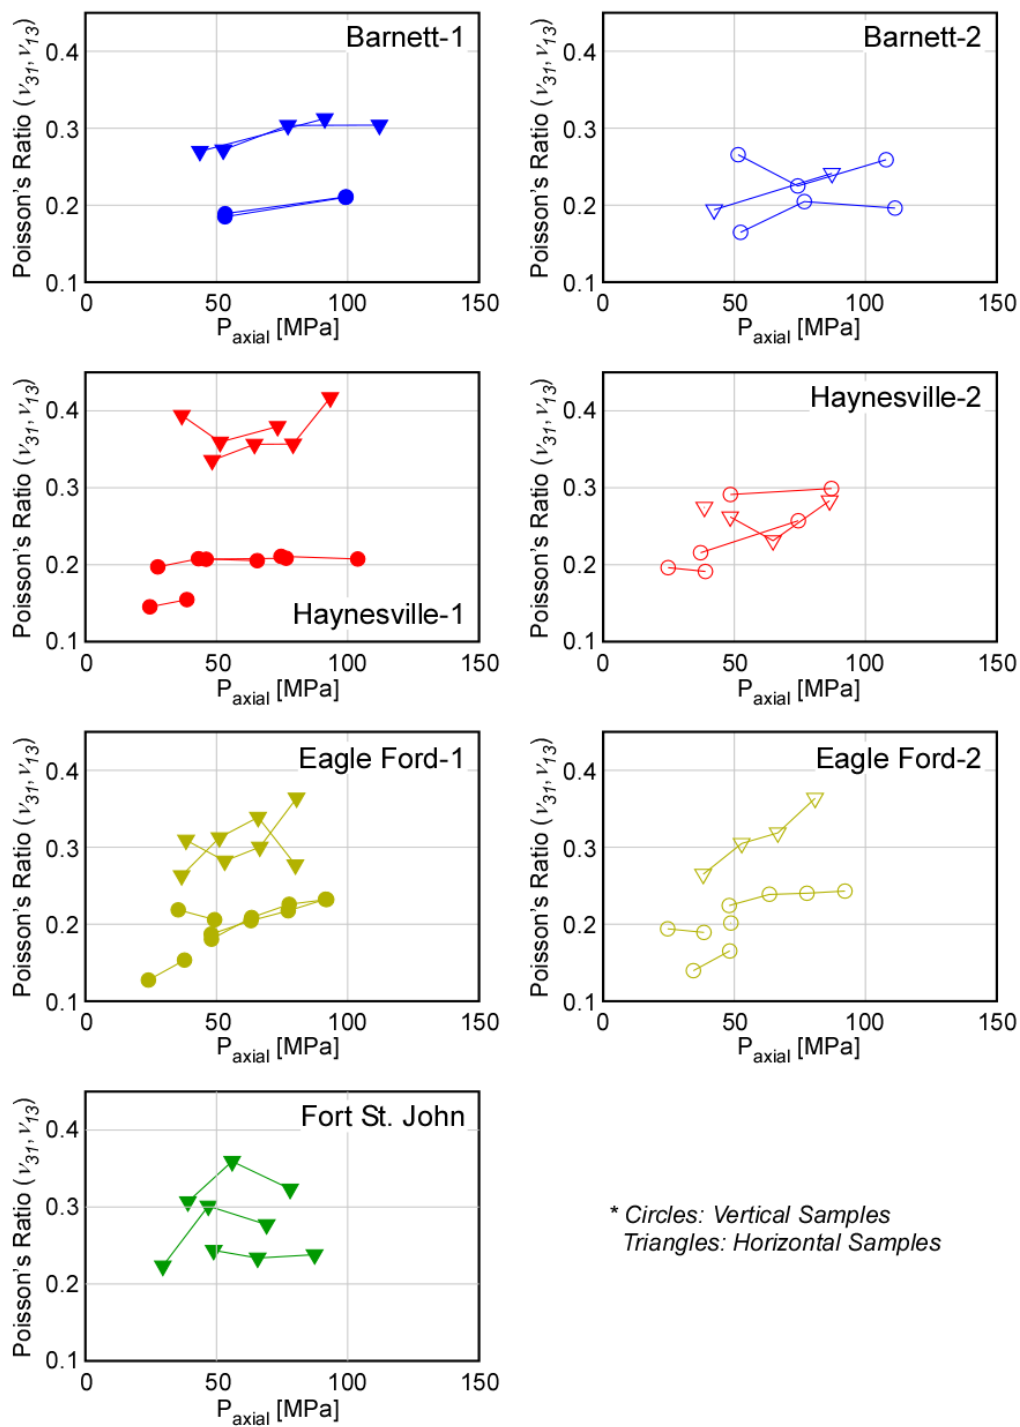 Barnett-1
Poisson's Ratio (ν31, ν13)
0.4
0.3
0.2
0.1
0 50 100 150
Paxial [MPa]
Barnett-2
Poisson's Ratio (ν31, ν13)
0.4
0.3
0.2
0.1
0 50 100 150
Paxial [MPa]
Haynesville-1
Poisson's Ratio (ν31, ν13)
0.4
0.3
0.2
0.1
0 50 100 150
Paxial [MPa]
Haynesville-2
Poisson's Ratio (ν31, ν13)
0.4
0.3
0.2
0.1
0 50 100 150
Paxial [MPa]
Eagle Ford-1
Poisson's Ratio (ν31, ν13)
0.4
0.3
0.2
0.1
0 50 100 150
Paxial [MPa]
Eagle Ford-2
Poisson's Ratio (ν31, ν13)
0.4
0.3
0.2
0.1
0 50 100 150
Paxial [MPa]
Fort St. John
Poisson's Ratio (ν31, ν13)
0.4
0.3
0.2
0.1
0 50 100 150
Paxial [MPa]
* Circles: Vertical Samples
Triangles: Horizontal Samples